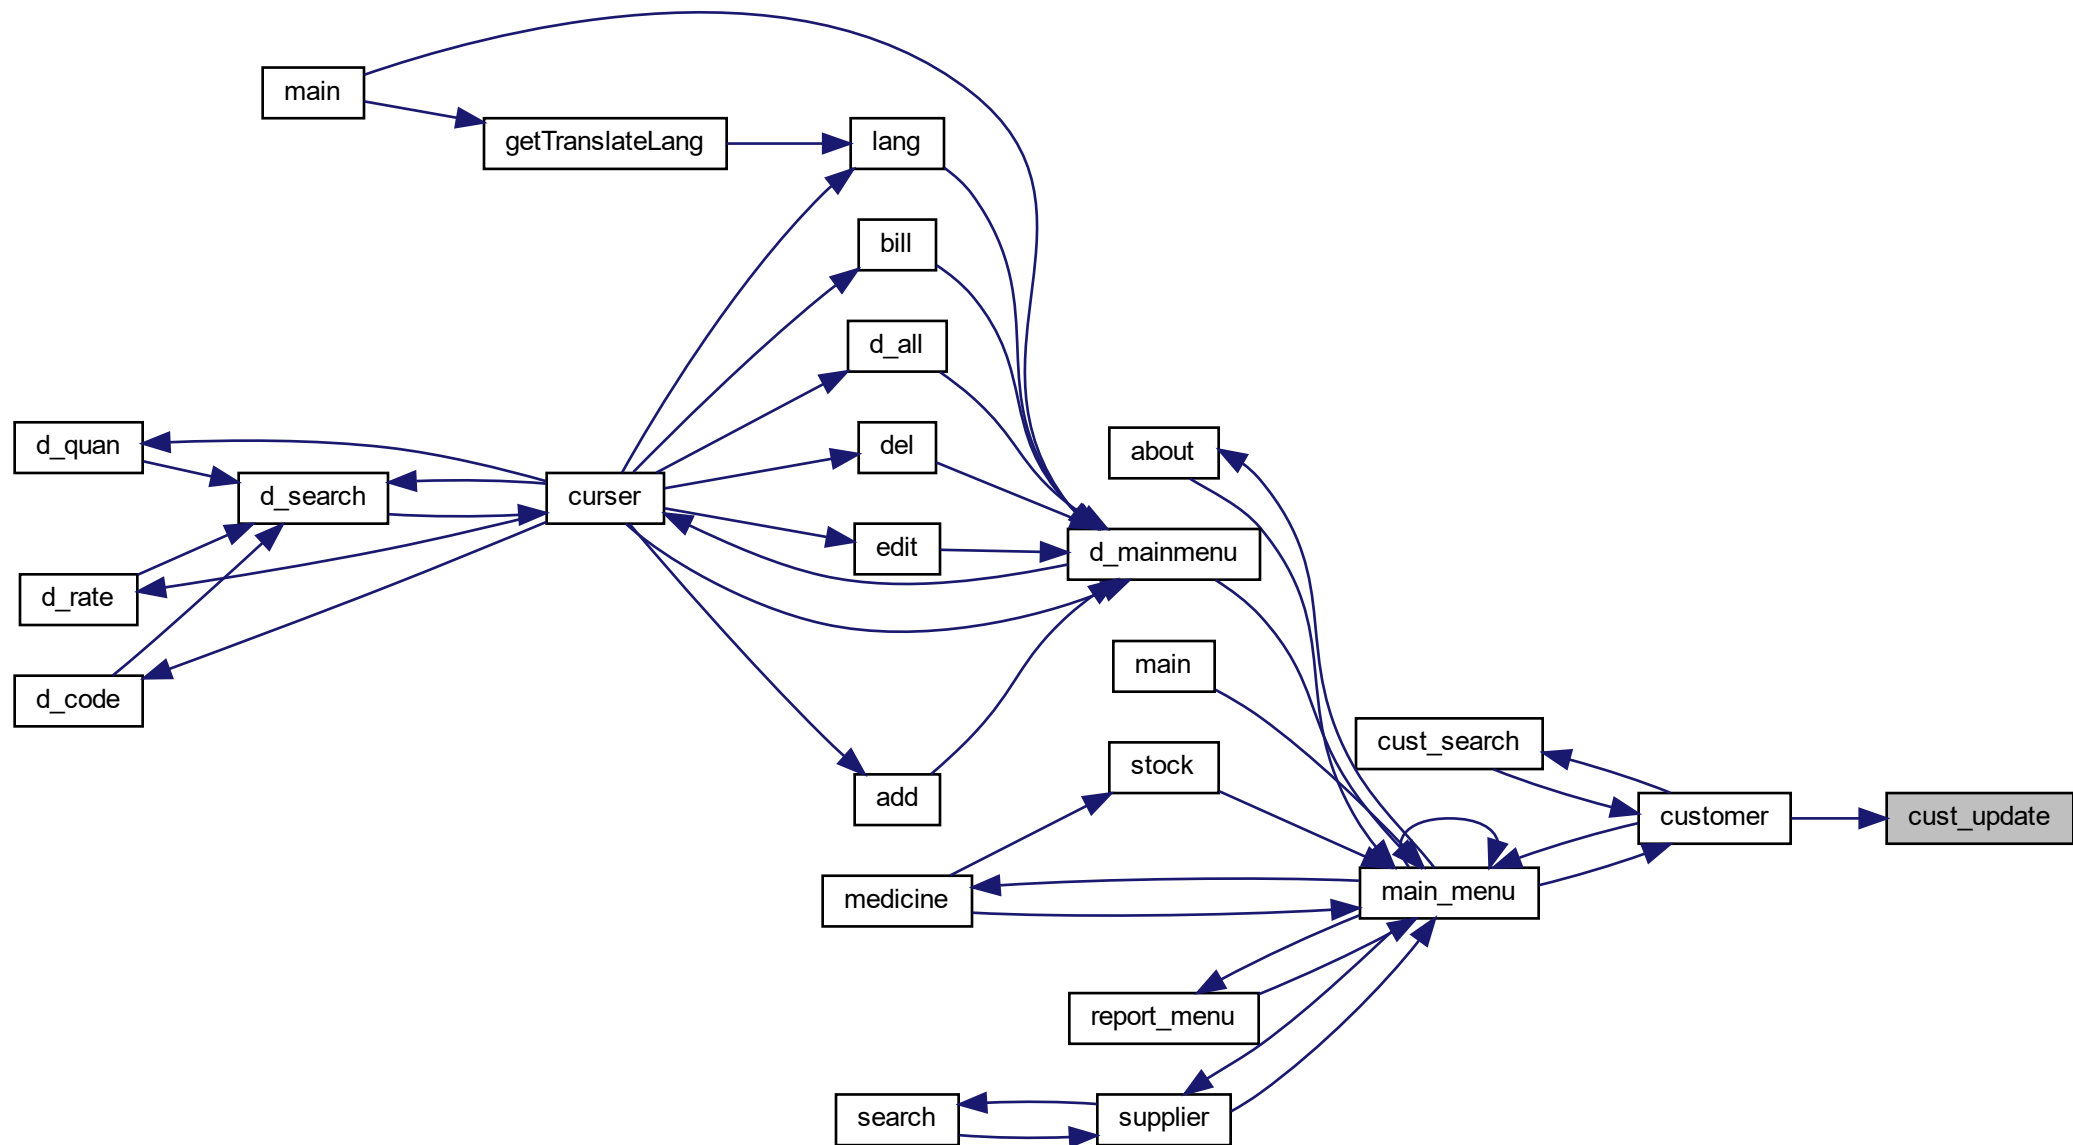 main
getTranslateLang
lang
bill
d_all
d_quan
del
about
d_search
curser
edit
d_mainmenu
d_rate
main
d_code
cust_search
stock
add
customer
cust_update
medicine
main_menu
report_menu
search
supplier